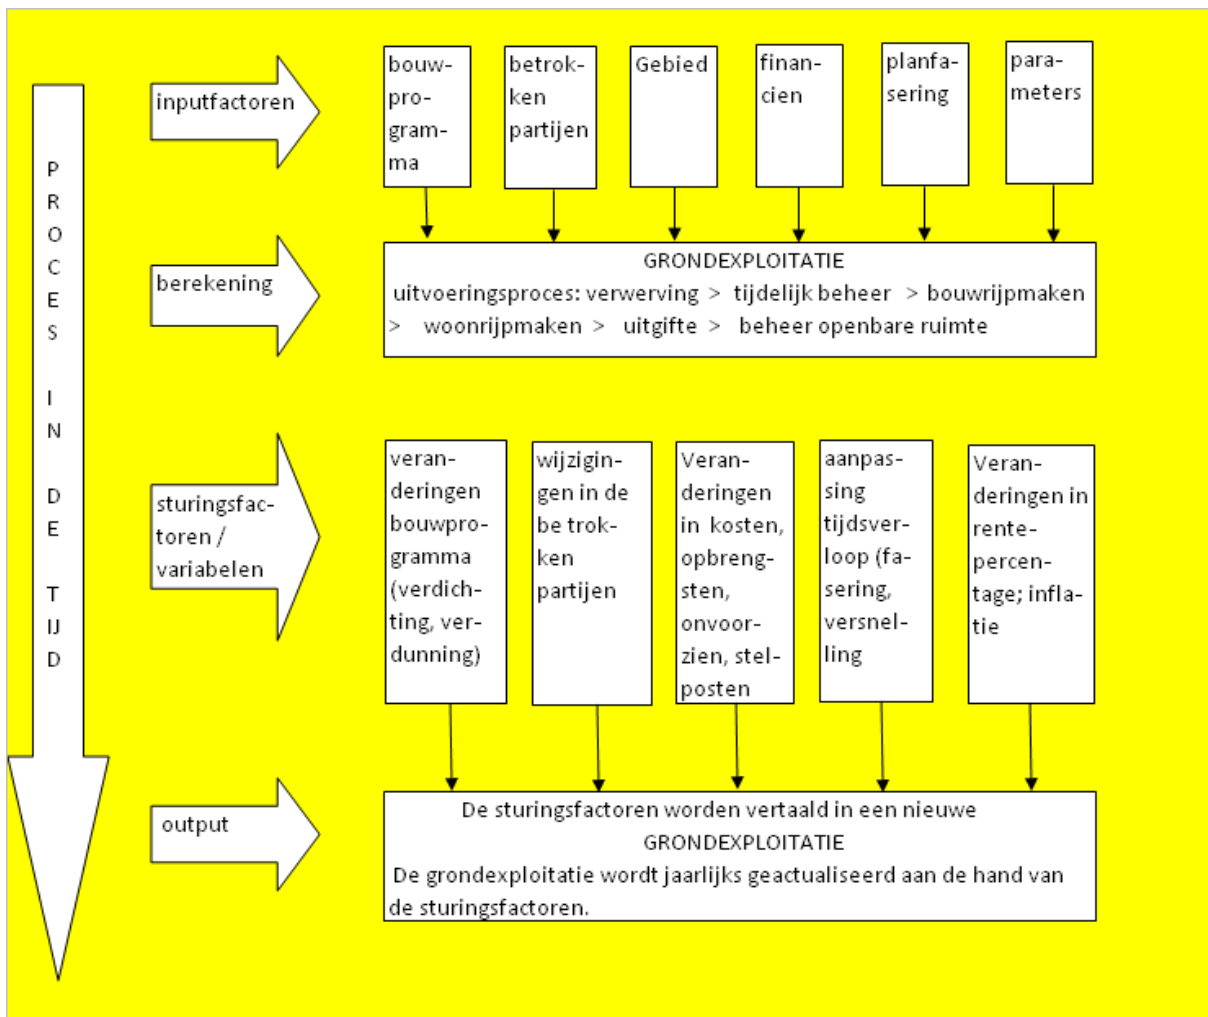 PROCES IN DE TIJD
inputfactoren
bouw-
pro-
gram-
ma
betrok-
ken
partijen
Gebied
finan-
cien
planfa-
sering
para-
meters
berekening
GRONDEXPLOITATIE
uitvoeringsproces: verwerving > tijdelijk beheer > bouwrijpmaken
> woonrijpmaken > uitgifte > beheer openbare ruimte
sturingsfac-
toren /
variabelen
veran-
deringen
bouwpro-
gramma
(verdich-
ting, ver-
dunning)
wijzigin-
gen in de
be trok-
ken
partijen
Veran-
deringen
in kosten,
opbreng-
sten,
onvoor-
zien, stel-
posten
aanpas-
sing
tijdsver-
loop (fa-
sering,
versnel-
ling
Veran-
deringen in
rente-
percen-
tage; infla-
tie
output
De sturingsfactoren worden vertaald in een nieuwe
GRONDEXPLOITATIE
De grondexploitatie wordt jaarlijks geactualiseerd aan de hand van
de sturingsfactoren.